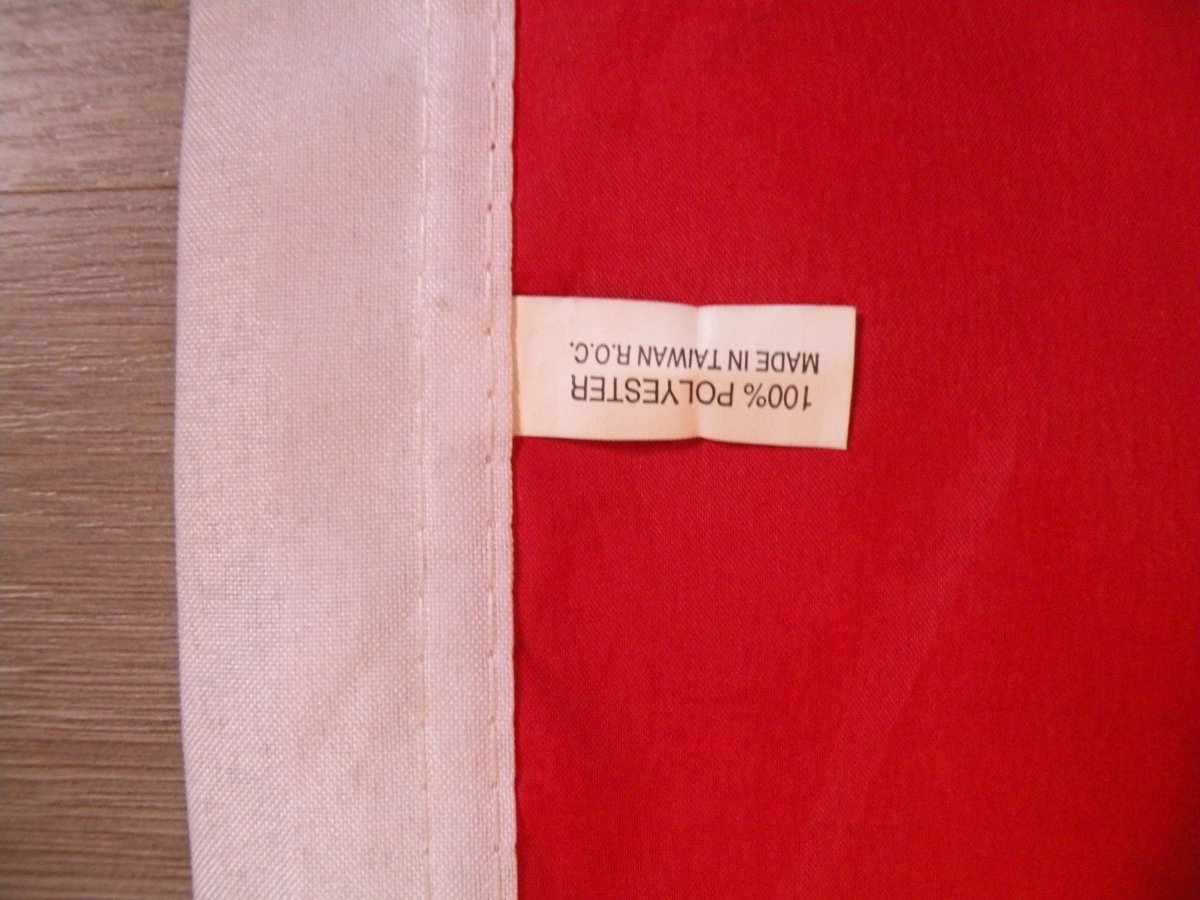 100% POLYESTER
MADE IN TAIWAN R.O.C.